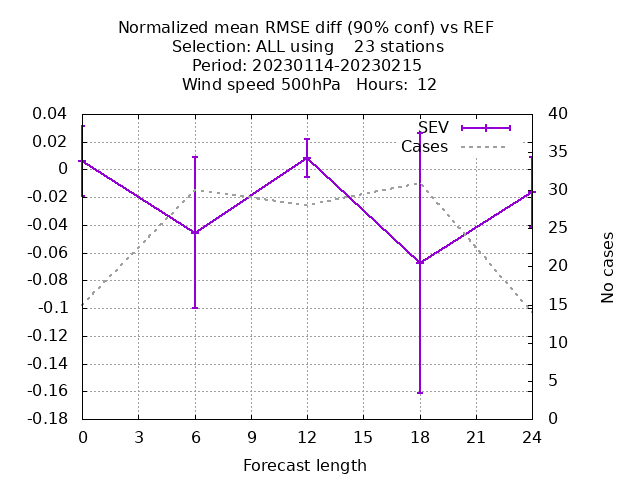 Normalized mean RMSE diff (90% conf) vs REF
Selection: ALL using    23 stations
Period: 20230114-20230215
Wind speed 500hPa   Hours:  12
SEV
Cases
0.04
0.02
0
-0.02
-0.04
-0.06
-0.08
-0.1
-0.12
-0.14
-0.16
-0.18
40
35
30
25
20
15
10
5
0
No cases
0 3 6 9 12 15 18 21 24
Forecast length